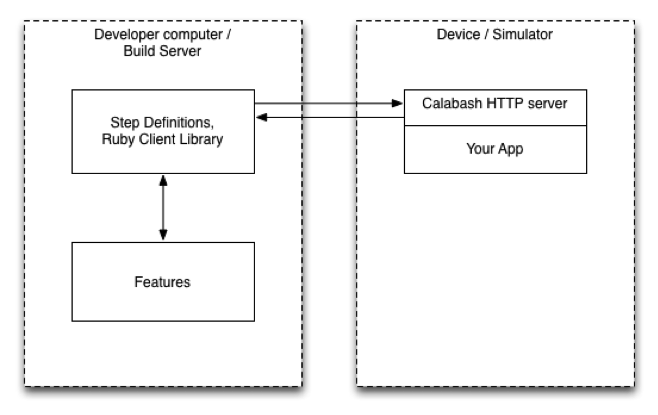 Developer computer /
Build Server
Step Definitions,
Ruby Client Library
Features
Device / Simulator
Calabash HTTP server
Your App